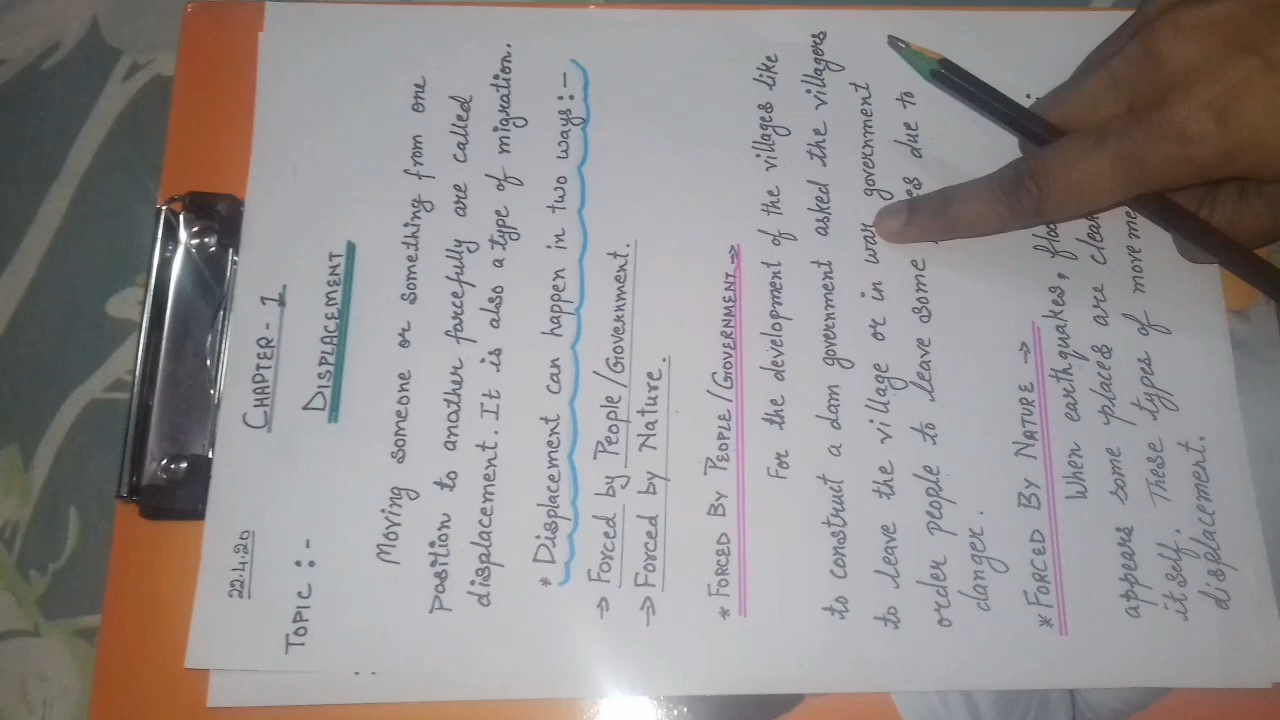 22.4.20
CHAPTER - 1
TOPIC :- DISPLACEMENT
Moving someone or something from one
position to another forcefully are called
displacement. It is also a type of migration.
* Displacement can happen in two ways :-
→ Forced by People/Government.
→ Forced by Nature.
* FORCED BY PEOPLE/GOVERNMENT →
For the development of the villages like
to construct a dam government asked the villagers
to leave the village or in war government
order people to leave some due to
danger.
* FORCED BY NATURE →
When earthquakes,
appears some places are
itself. These types of
displacement.